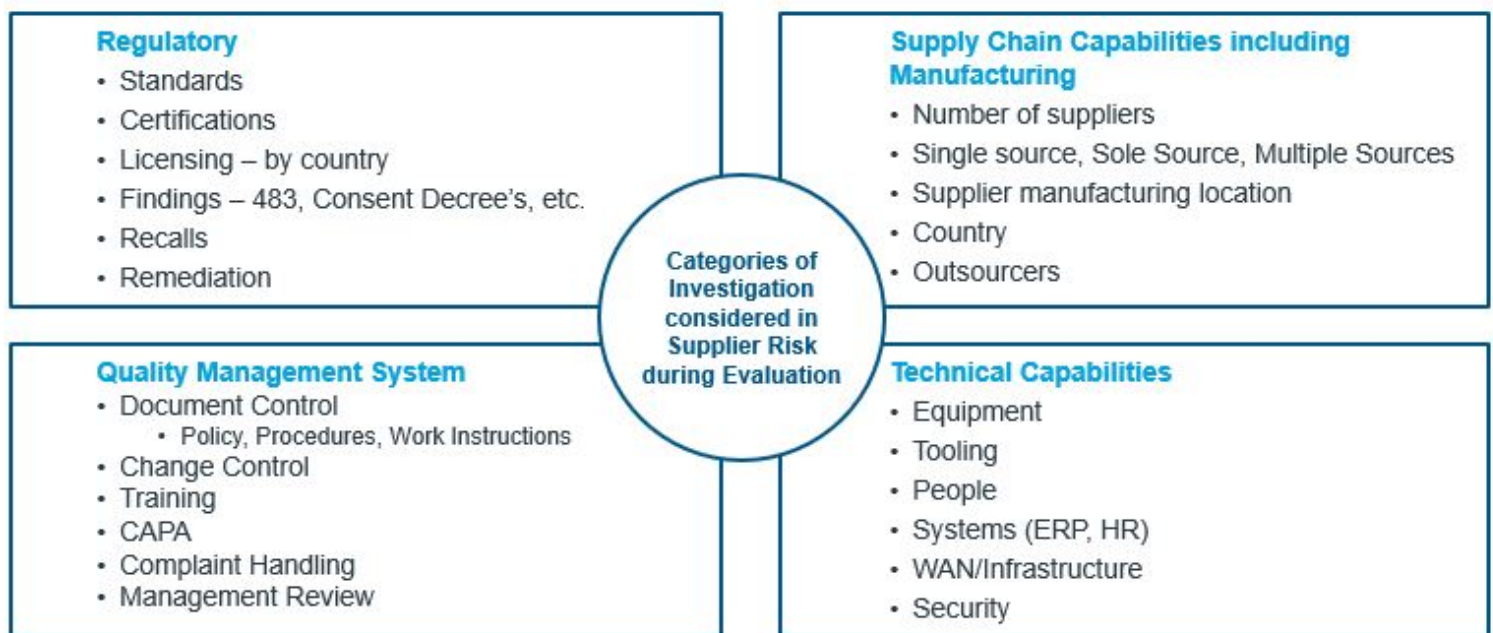 Regulatory
• Standards
• Certifications
• Licensing – by country
• Findings – 483, Consent Decree's, etc.
• Recalls
• Remediation
Supply Chain Capabilities including
Manufacturing
• Number of suppliers
• Single source, Sole Source, Multiple Sources
• Supplier manufacturing location
• Country
• Outsourcers
Categories of
Investigation
considered in
Supplier Risk
during Evaluation
Quality Management System
• Document Control
• Policy, Procedures, Work Instructions
• Change Control
• Training
• CAPA
• Complaint Handling
• Management Review
Technical Capabilities
• Equipment
• Tooling
• People
• Systems (ERP, HR)
• WAN/Infrastructure
• Security